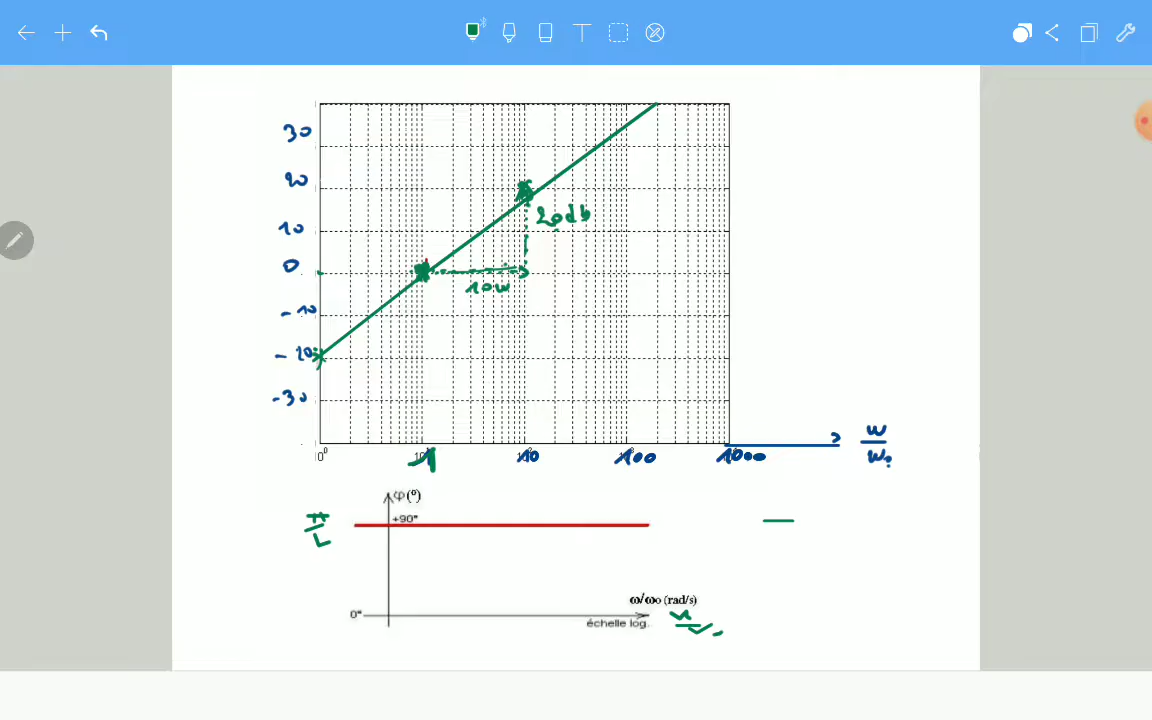 30
20
10
0
20db
10w
-10
-20
-30
10⁰
1
10
100
1000
w
w₀
φ(°)
+90°
π
2
ω/ω₀ (rad/s)
0°
échelle log.